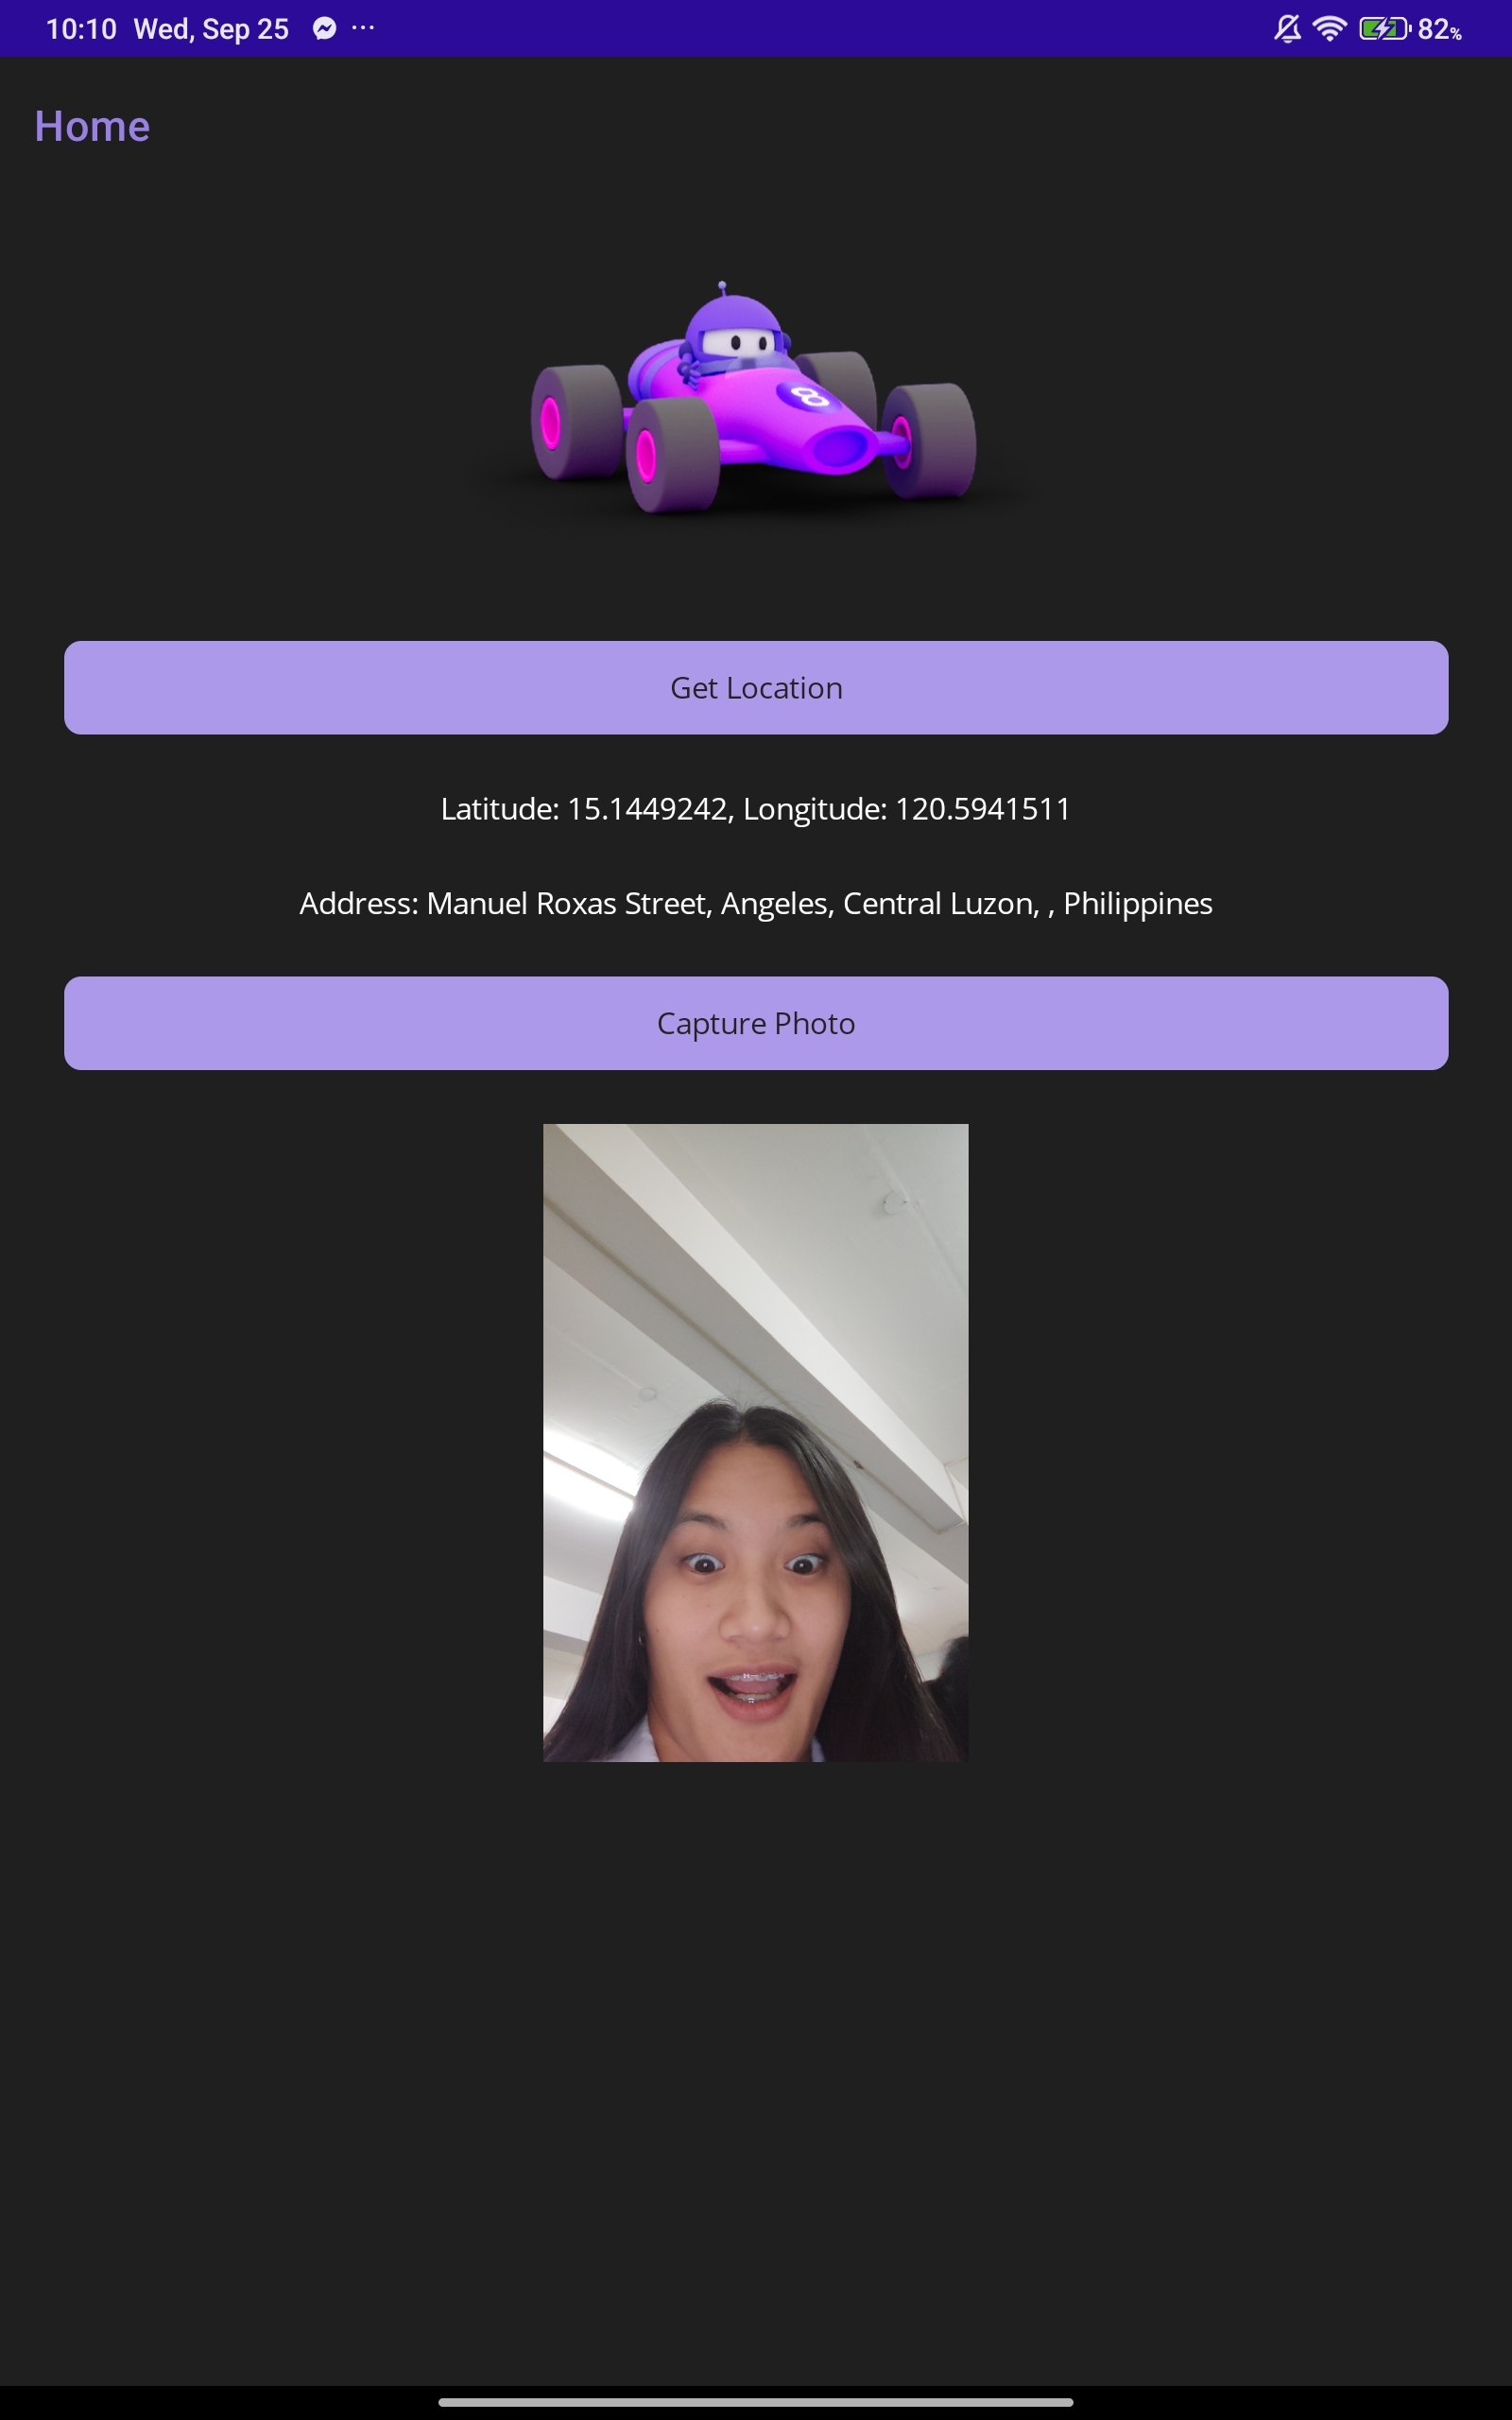 10:10 Wed, Sep 25 ... 82%
Home
8
Get Location
Latitude: 15.1449242, Longitude: 120.5941511
Address: Manuel Roxas Street, Angeles, Central Luzon, , Philippines
Capture Photo